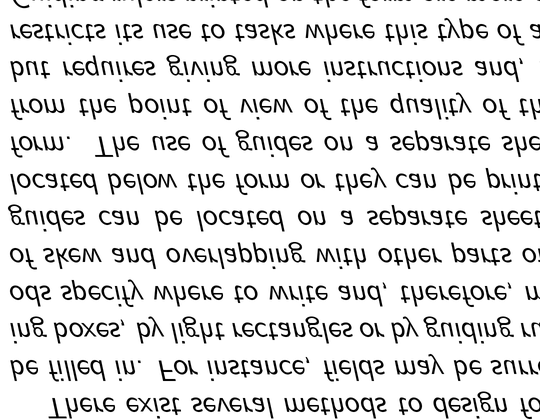 There exist several methods to design fo
be filled in. For instance, fields may be surr
ing boxes, by light rectangles or by guiding ru
ods specify where to write and, therefore, m
of skew and overlapping with other parts o
guides can be located on a separate sheet
located below the form or they can be print
form. The use of guides on a separate she
from the point of view of the quality of th
but requires giving more instructions and,
restricts its use to tasks where this type of a